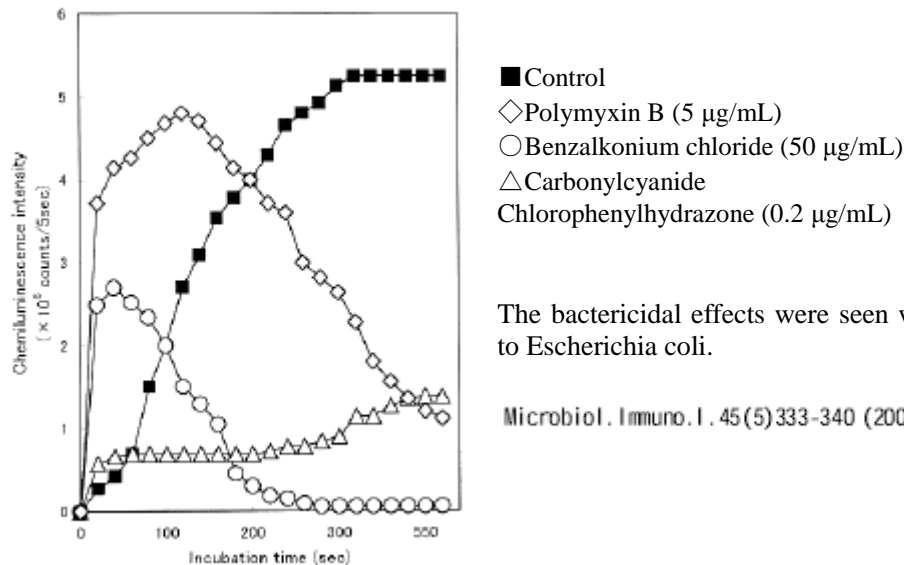 6
5
4
3
2
1
0
Chemiluminescence intensity
(×10⁵ counts/5sec)
0 100 200 300 550
Incubation time (sec)
■Control
◇Polymyxin B (5 μg/mL)
○Benzalkonium chloride (50 μg/mL)
△Carbonylcyanide
Chlorophenylhydrazone (0.2 μg/mL)
The bactericidal effects were seen
to Escherichia coli.
Microbiol.Immuno.l.45(5)333-340